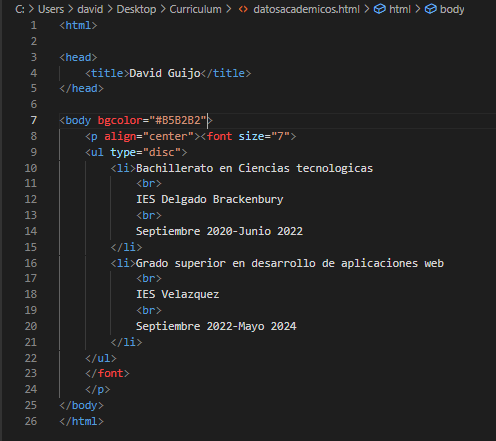 C: > Users > david > Desktop > Curriculum > <> datosacademicos.html > html > body
1 <html>
2
3 <head>
4 <title>David Guijo</title>
5 </head>
6
7 <body bgcolor="#B5B2B2">
8 <p align="center"><font size="7">
9 <ul type="disc">
10 <li>Bachillerato en Ciencias tecnologicas
11 <br>
12 IES Delgado Brackenbury
13 <br>
14 Septiembre 2020-Junio 2022
15 </li>
16 <li>Grado superior en desarrollo de aplicaciones web
17 <br>
18 IES Velazquez
19 <br>
20 Septiembre 2022-Mayo 2024
21 </li>
22 </ul>
23 </font>
24 </p>
25 </body>
26 </html>